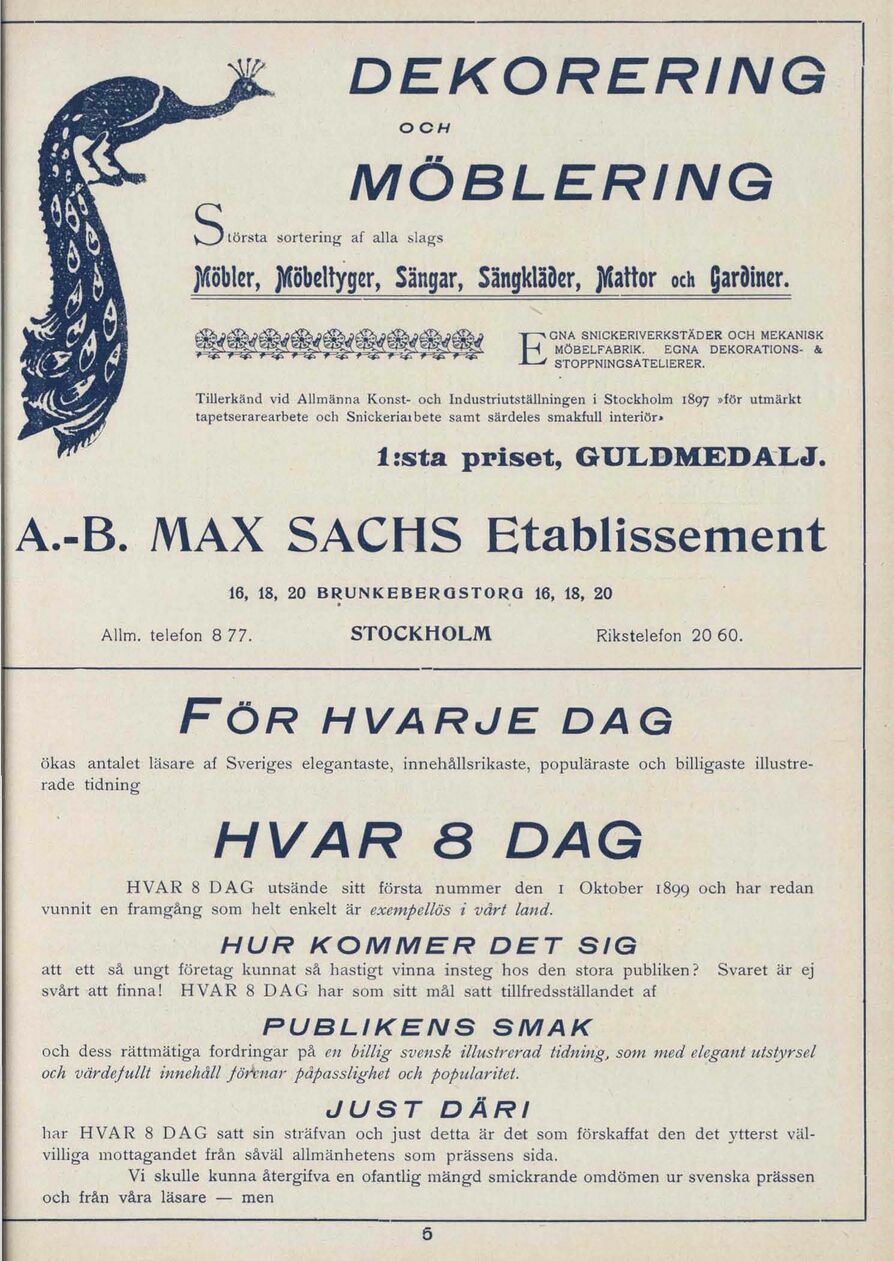 DEKORERING
OCH
MÖBLERING
Största sortering af alla slags
Möbler, Möbeltyger, Sängar, Sängkläder, Mattor och Gardiner.
EGNA SNICKERIVERKSTÄDER OCH MEKANISK
MÖBELFABRIK. EGNA DEKORATIONS- &
STOPPNINGSATELIERER.
Tillerkänd vid Allmänna Konst- och Industriutställningen i Stockholm 1897 »för utmärkt
tapetserarearbete och Snickeriarbete samt särdeles smakfull interiör»
1:sta priset, GULDMEDALJ.
A.-B. MAX SACHS Etablissement
16, 18, 20 BRUNKEBERGSTORG 16, 18, 20
Allm. telefon 8 77. STOCKHOLM Rikstelefon 20 60.
FÖR HVARJE DAG
ökas antalet läsare af Sveriges elegantaste, innehållsrikaste, populäraste och billigaste illustre-
rade tidning
HVAR 8 DAG
HVAR 8 DAG utsände sitt första nummer den 1 Oktober 1899 och har redan
vunnit en framgång som helt enkelt är exempellös i vårt land.
HUR KOMMER DET SIG
att ett så ungt företag kunnat så hastigt vinna insteg hos den stora publiken? Svaret är ej
svårt att finna! HVAR 8 DAG har som sitt mål satt tillfredsställandet af
PUBLIKENS SMAK
och dess rättmätiga fordringar på en billig svensk illustrerad tidning, som med elegant utstyrsel
och värdefullt innehåll förenar påpasslighet och popularitet.
JUST DÄRI
har HVAR 8 DAG satt sin sträfvan och just detta är det som förskaffat den det ytterst väl-
villiga mottagandet från såväl allmänhetens som prässens sida.
Vi skulle kunna återgifva en ofantlig mängd smickrande omdömen ur svenska prässen
och från våra läsare — men
6